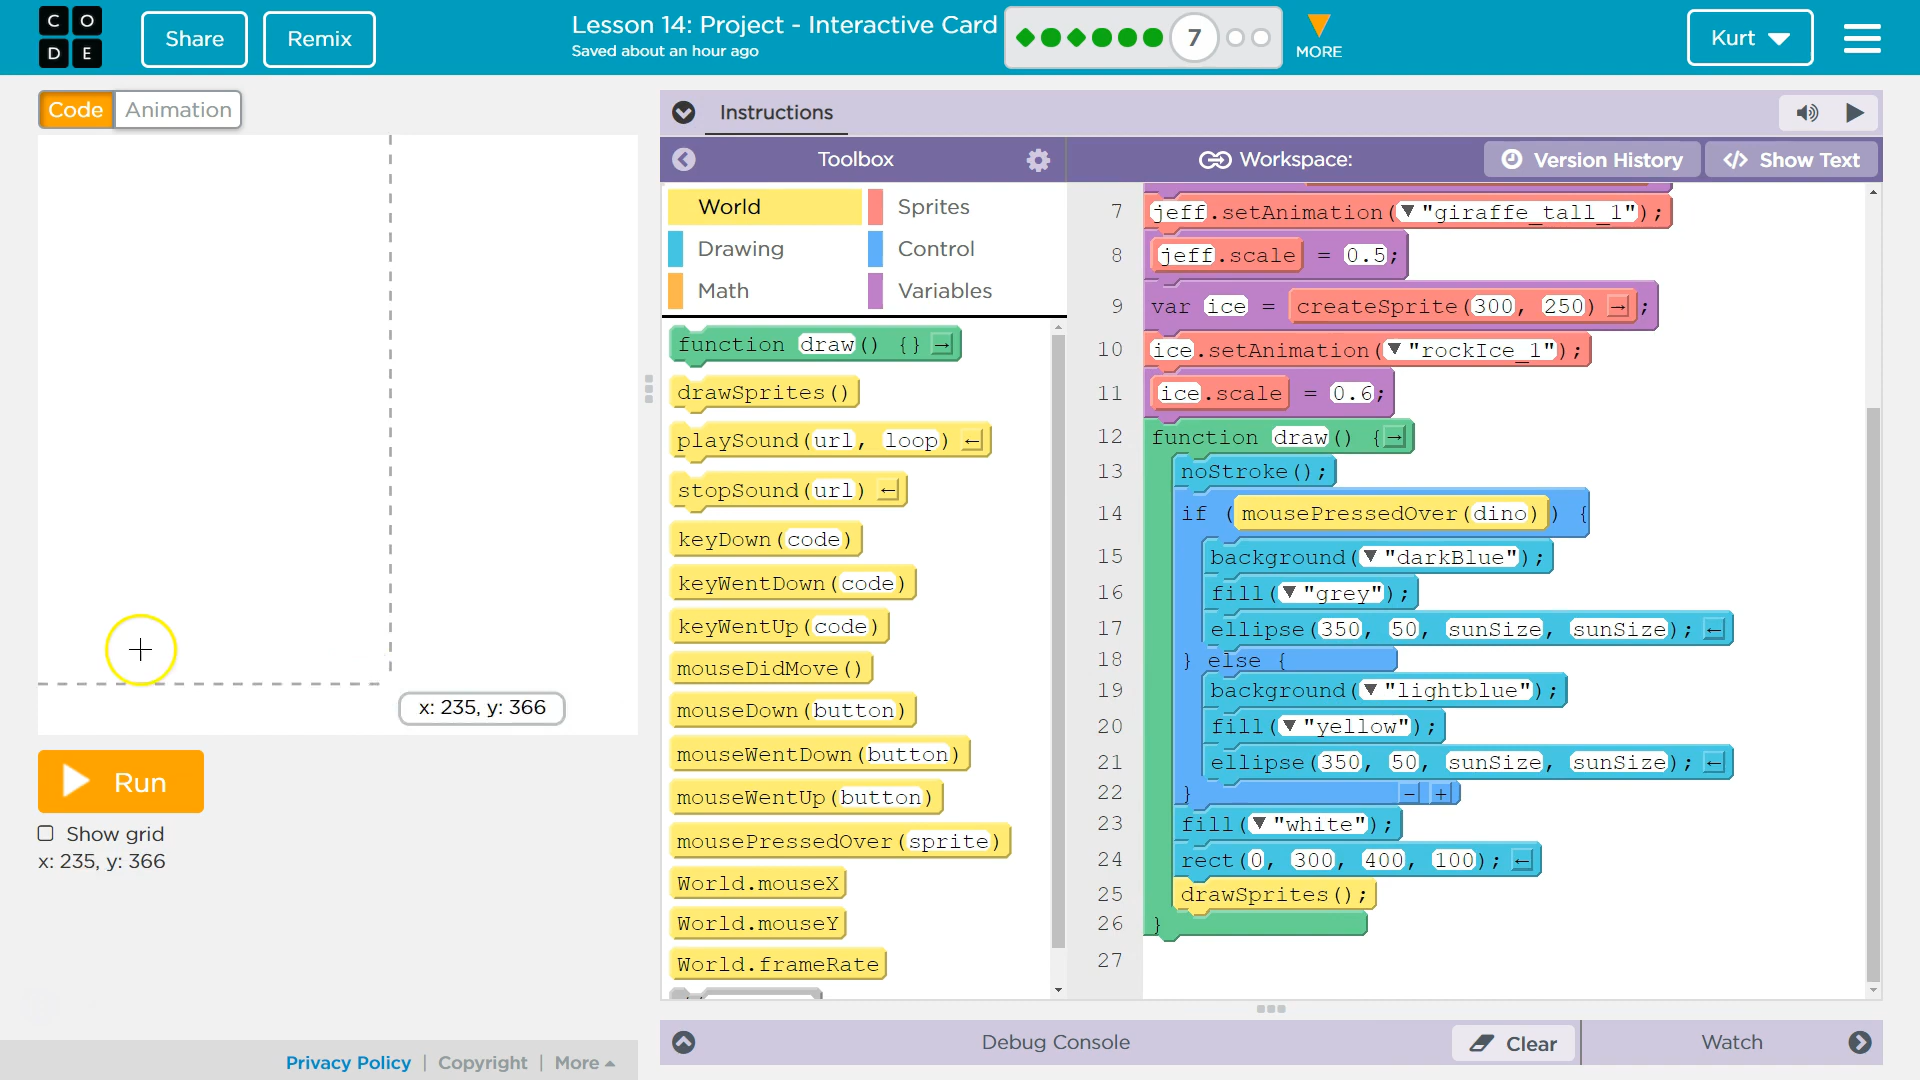 C O
D E
Share
Remix
Lesson 14: Project - Interactive Card
Saved about an hour ago
7
MORE
Kurt
Code
Animation
Instructions
Toolbox
Workspace:
Version History
Show Text
World
Sprites
Drawing
Control
Math
Variables
function draw() {} →
drawSprites()
playSound(url, loop) ←
stopSound(url) ←
keyDown(code)
keyWentDown(code)
keyWentUp(code)
mouseDidMove()
mouseDown(button)
mouseWentDown(button)
mouseWentUp(button)
mousePressedOver(sprite)
World.mouseX
World.mouseY
World.frameRate
7 jeff.setAnimation(▼"giraffe_tall_1");
8 jeff.scale = 0.5;
9 var ice = createSprite(300, 250) →;
10 ice.setAnimation(▼"rockIce_1");
11 ice.scale = 0.6;
12 function draw() {→
13 noStroke();
14 if (mousePressedOver(dino)) {
15 background(▼"darkBlue");
16 fill(▼"grey");
17 ellipse(350, 50, sunSize, sunSize); ←
18 } else {
19 background(▼"lightblue");
20 fill(▼"yellow");
21 ellipse(350, 50, sunSize, sunSize); ←
22 } - +
23 fill(▼"white");
24 rect(0, 300, 400, 100); ←
25 drawSprites();
26 }
27
x: 235, y: 366
Run
Show grid
x: 235, y: 366
Privacy Policy | Copyright | More
Debug Console
Clear
Watch